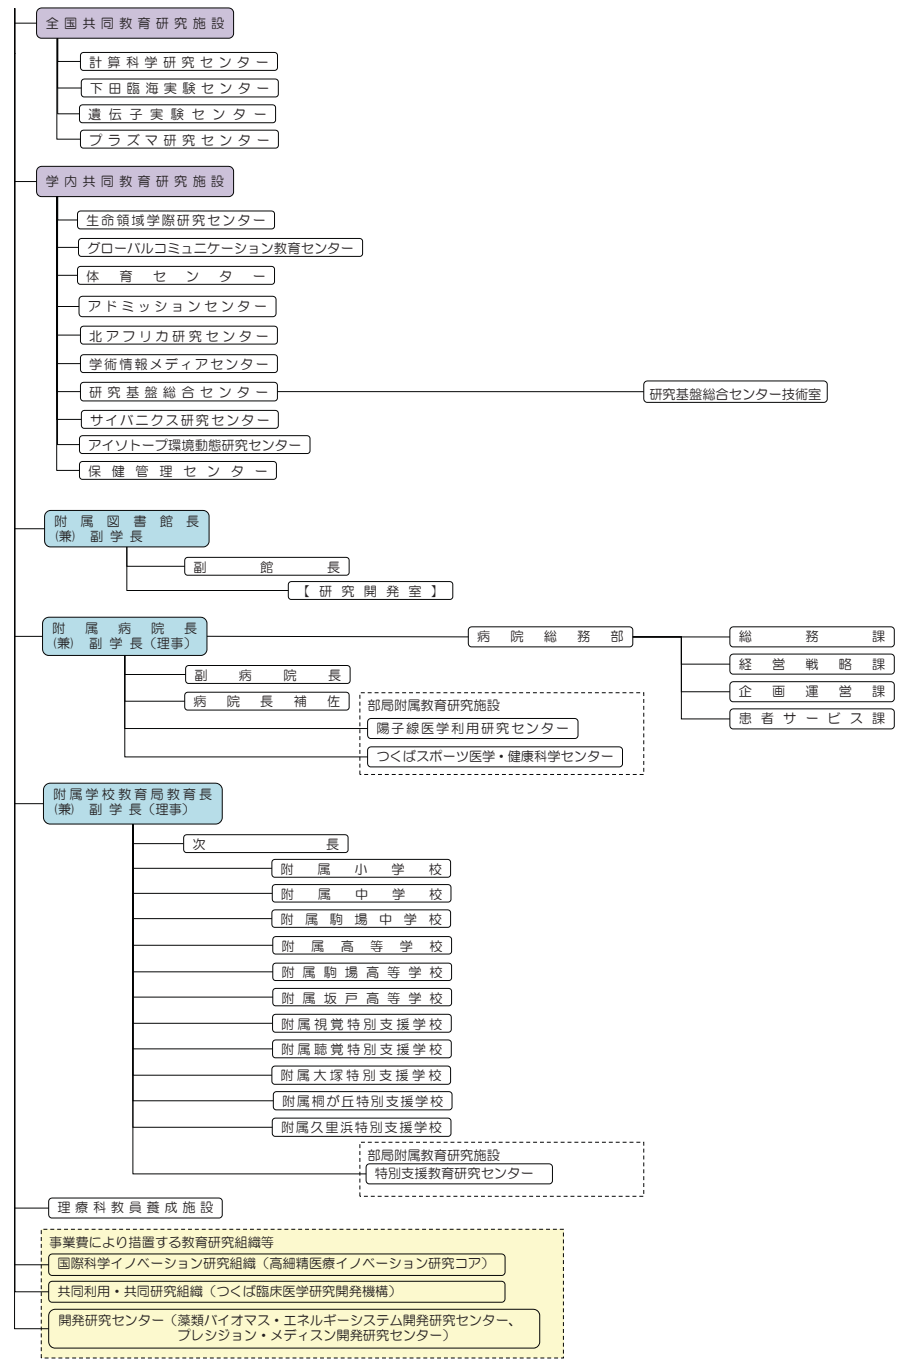 全国共同教育研究施設
計算科学研究センター
下田臨海実験センター
遺伝子実験センター
プラズマ研究センター
学内共同教育研究施設
生命領域学際研究センター
グローバルコミュニケーション教育センター
体育センター
アドミッションセンター
北アフリカ研究センター
学術情報メディアセンター
研究基盤総合センター
研究基盤総合センター技術室
サイバニクス研究センター
アイソトープ環境動態研究センター
保健管理センター
附属図書館長
(兼) 副学長
副館長
【研究開発室】
附属病院長
(兼) 副学長(理事)
病院総務部
総務課
経営戦略課
企画運営課
患者サービス課
副病院長
病院長補佐
部局附属教育研究施設
陽子線医学利用研究センター
つくばスポーツ医学・健康科学センター
附属学校教育局教育長
(兼) 副学長(理事)
次長
附属小学校
附属中学校
附属駒場中学校
附属高等学校
附属駒場高等学校
附属坂戸高等学校
附属視覚特別支援学校
附属聴覚特別支援学校
附属大塚特別支援学校
附属桐が丘特別支援学校
附属久里浜特別支援学校
部局附属教育研究施設
特別支援教育研究センター
理療科教員養成施設
事業費により措置する教育研究組織等
国際科学イノベーション研究組織(高細精医療イノベーション研究コア)
共同利用・共同研究組織(つくば臨床医学研究開発機構)
開発研究センター(藻類バイオマス・エネルギーシステム開発研究センター、
プレシジョン・メディスン開発研究センター)